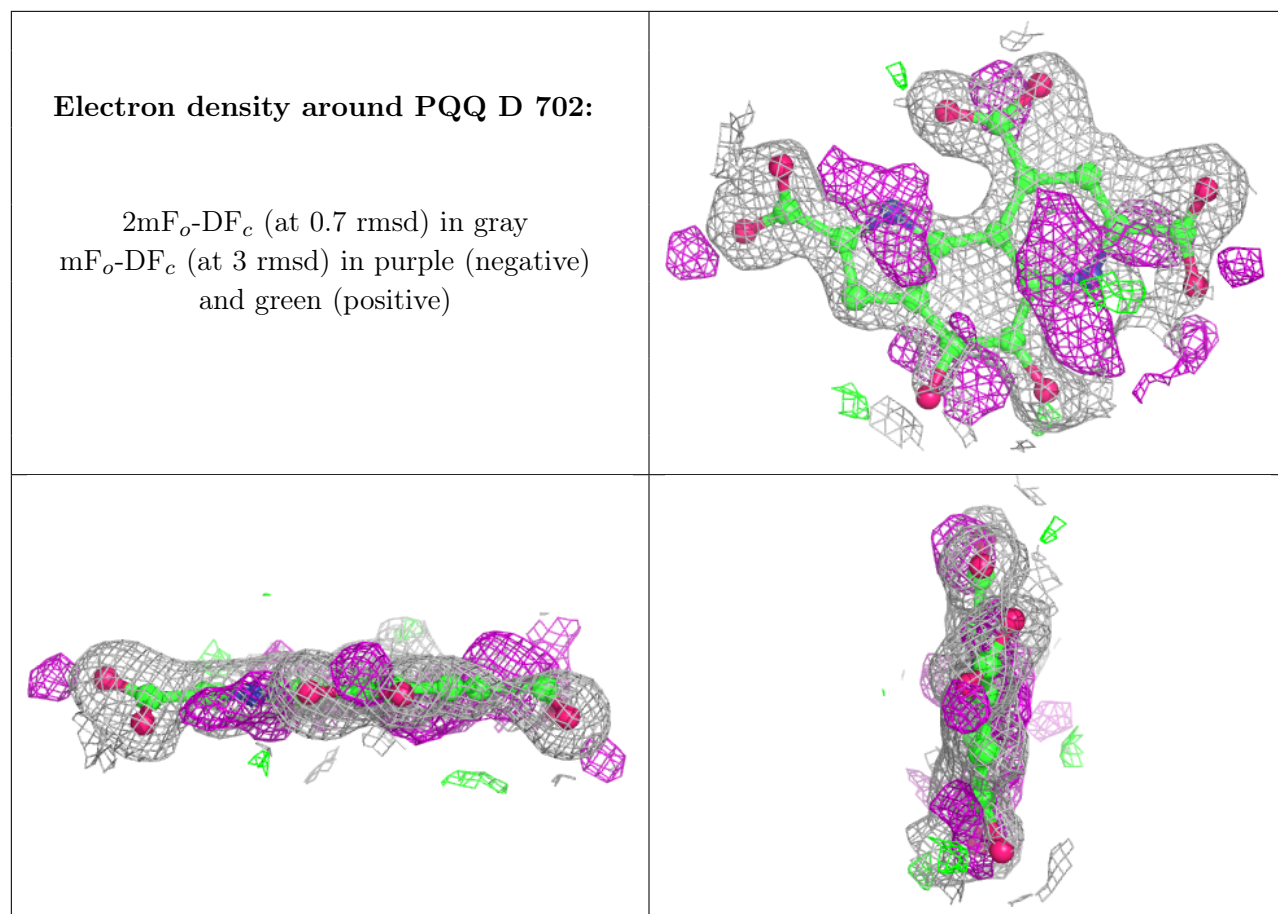 Electron density around PQQ D 702:
2mFo-DFc (at 0.7 rmsd) in gray
mFo-DFc (at 3 rmsd) in purple (negative)
and green (positive)